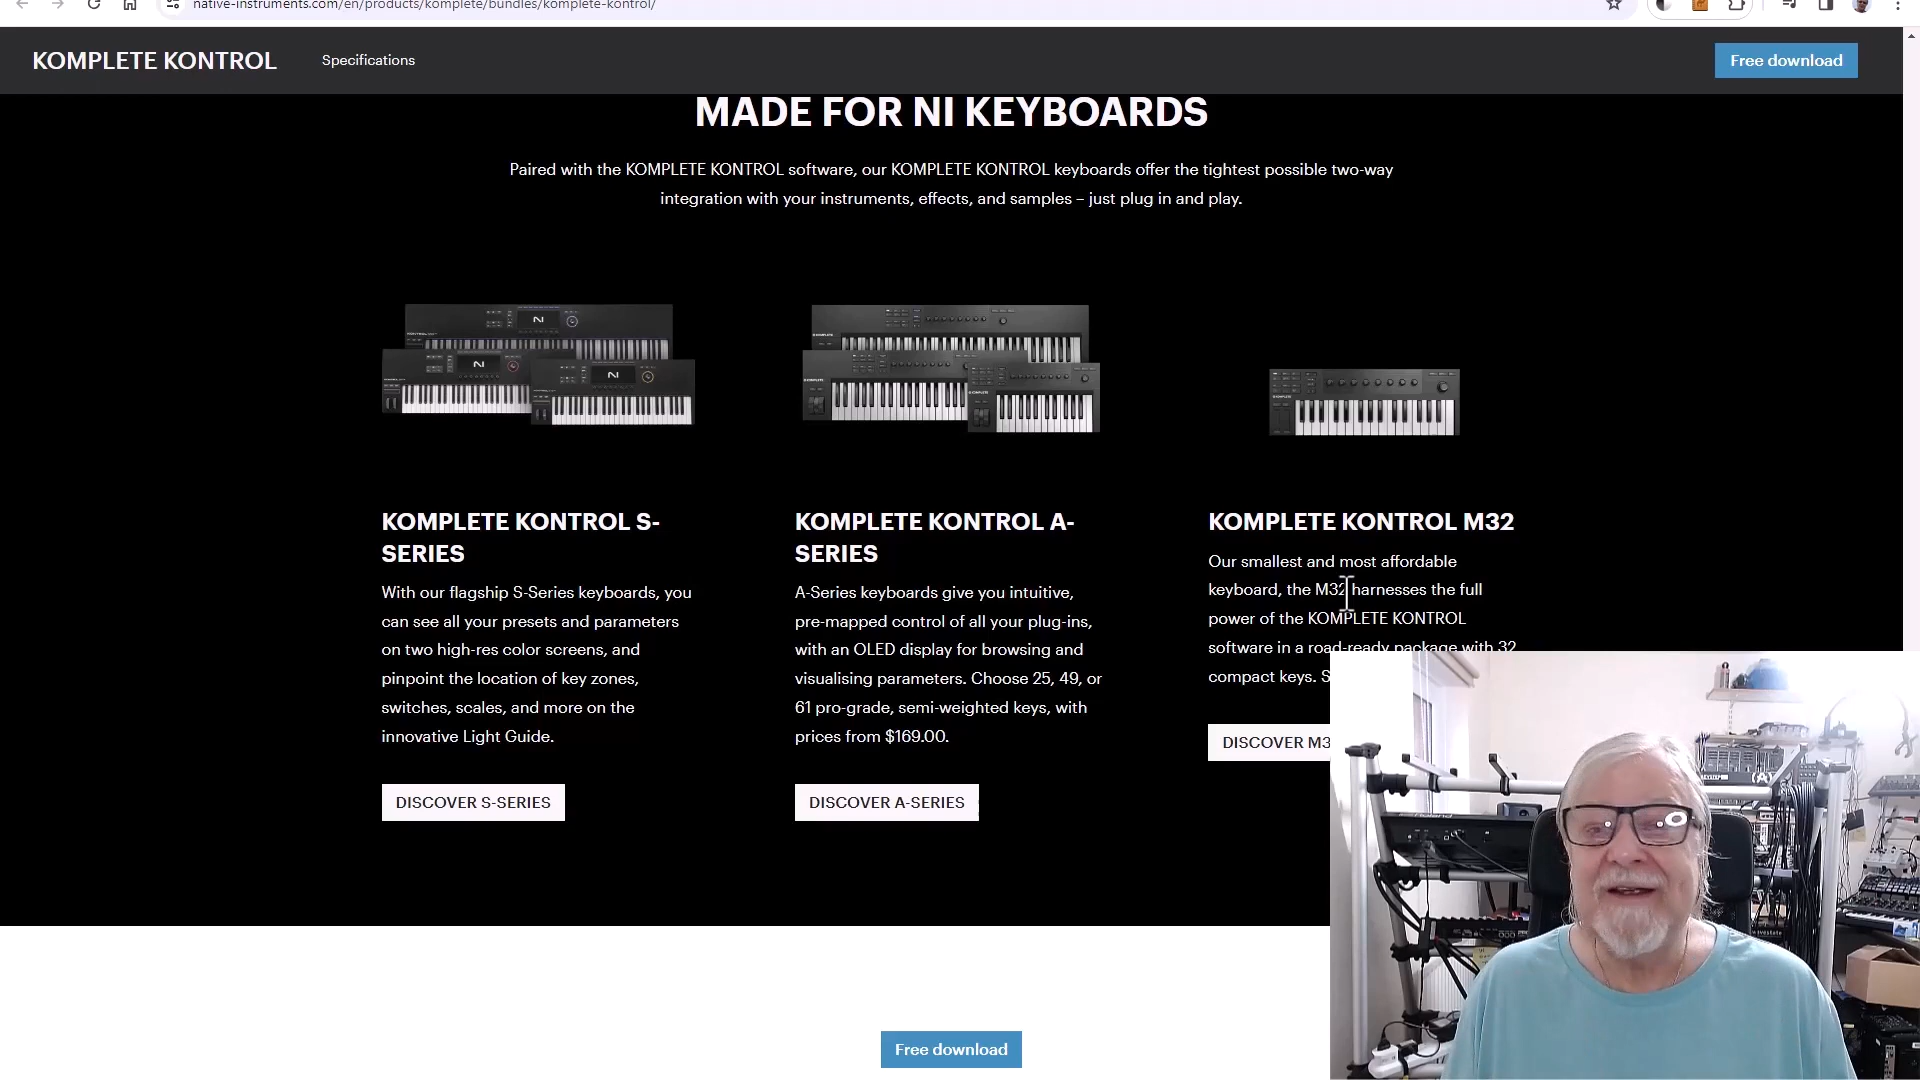 native-instruments.com/en/products/komplete/bundles/komplete-kontrol/
KOMPLETE KONTROL
Specifications
Free download
MADE FOR NI KEYBOARDS
Paired with the KOMPLETE KONTROL software, our KOMPLETE KONTROL keyboards offer the tightest possible two-way
integration with your instruments, effects, and samples – just plug in and play.
KOMPLETE KONTROL S-
SERIES
With our flagship S-Series keyboards, you
can see all your presets and parameters
on two high-res color screens, and
pinpoint the location of key zones,
switches, scales, and more on the
innovative Light Guide.
DISCOVER S-SERIES
KOMPLETE KONTROL A-
SERIES
A-Series keyboards give you intuitive,
pre-mapped control of all your plug-ins,
with an OLED display for browsing and
visualising parameters. Choose 25, 49, or
61 pro-grade, semi-weighted keys, with
prices from $169.00.
DISCOVER A-SERIES
KOMPLETE KONTROL M32
Our smallest and most affordable
keyboard, the M32 harnesses the full
power of the KOMPLETE KONTROL
software in a road-ready package with 32
compact keys. S
DISCOVER M3
Free download